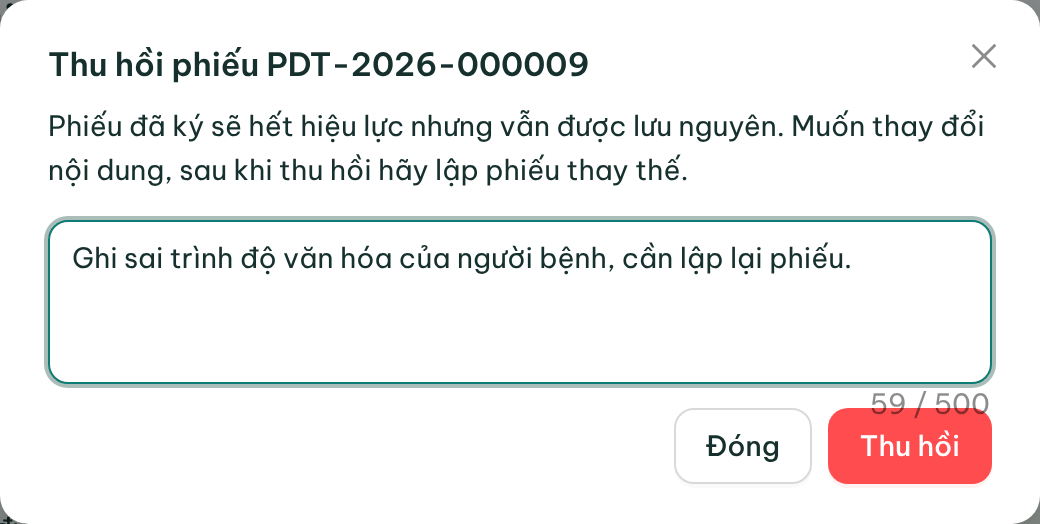 Thu hồi phiếu PDT-2026-000009
Phiếu đã ký sẽ hết hiệu lực nhưng vẫn được lưu nguyên. Muốn thay đổi
nội dung, sau khi thu hồi hãy lập phiếu thay thế.
Ghi sai trình độ văn hóa của người bệnh, cần lập lại phiếu.
59 / 500
Đóng
Thu hồi